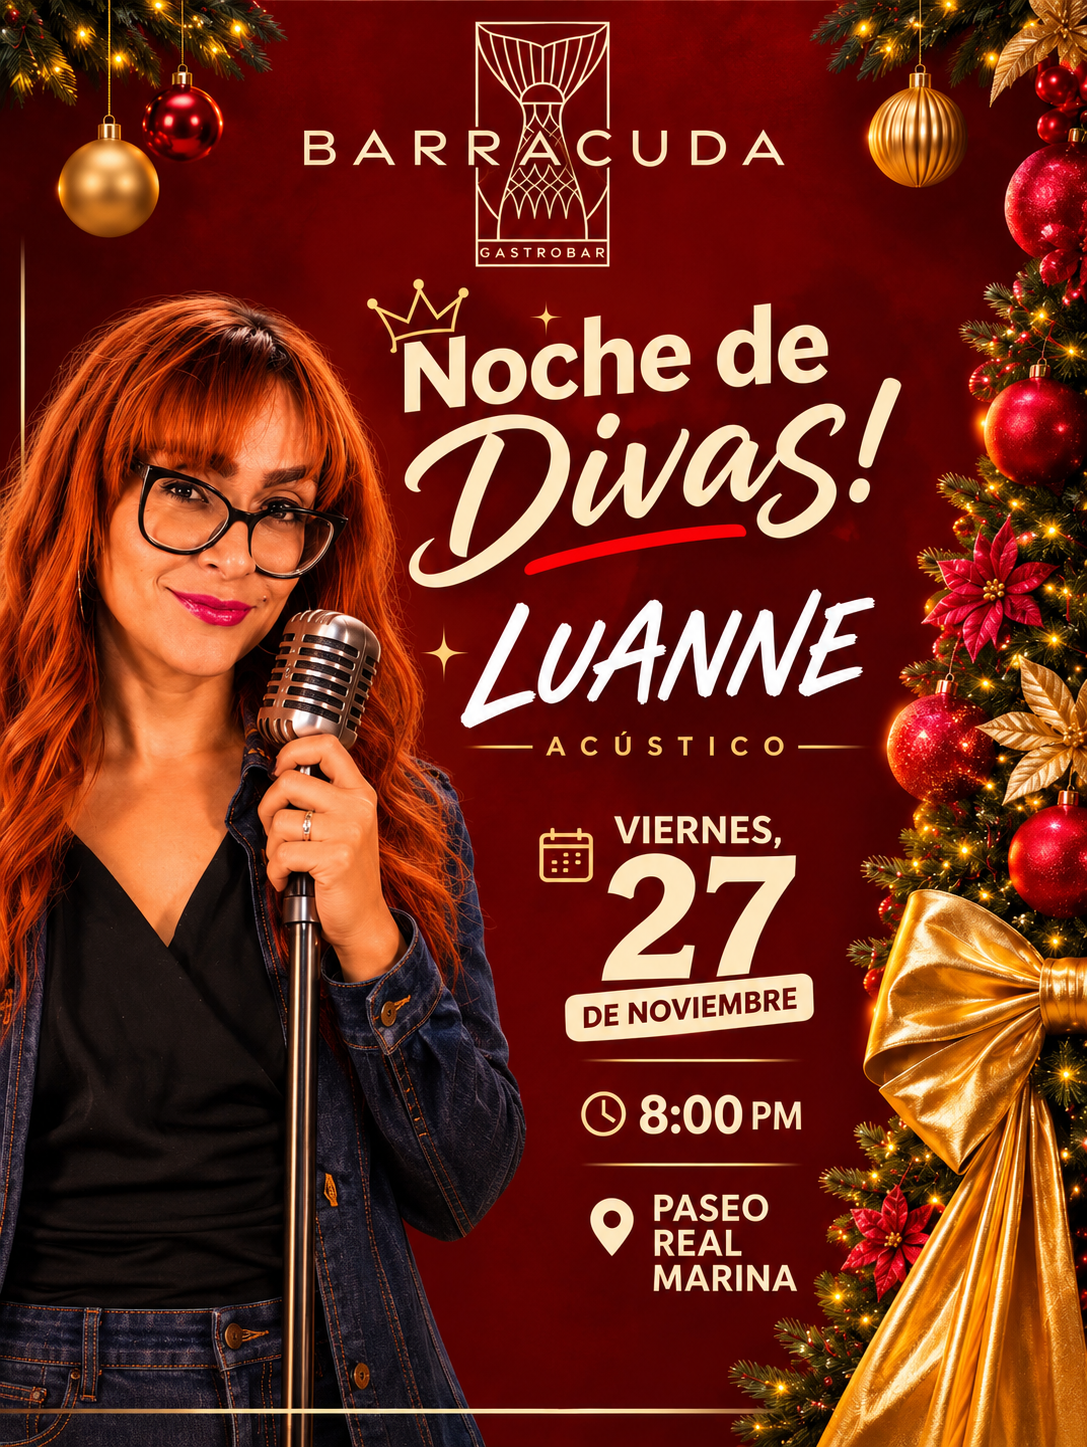 BARRACUDA
GASTROBAR
Noche de
Divas!
LUANNE
ACÚSTICO
VIERNES,
27
DE NOVIEMBRE
8:00 PM
PASEO
REAL
MARINA